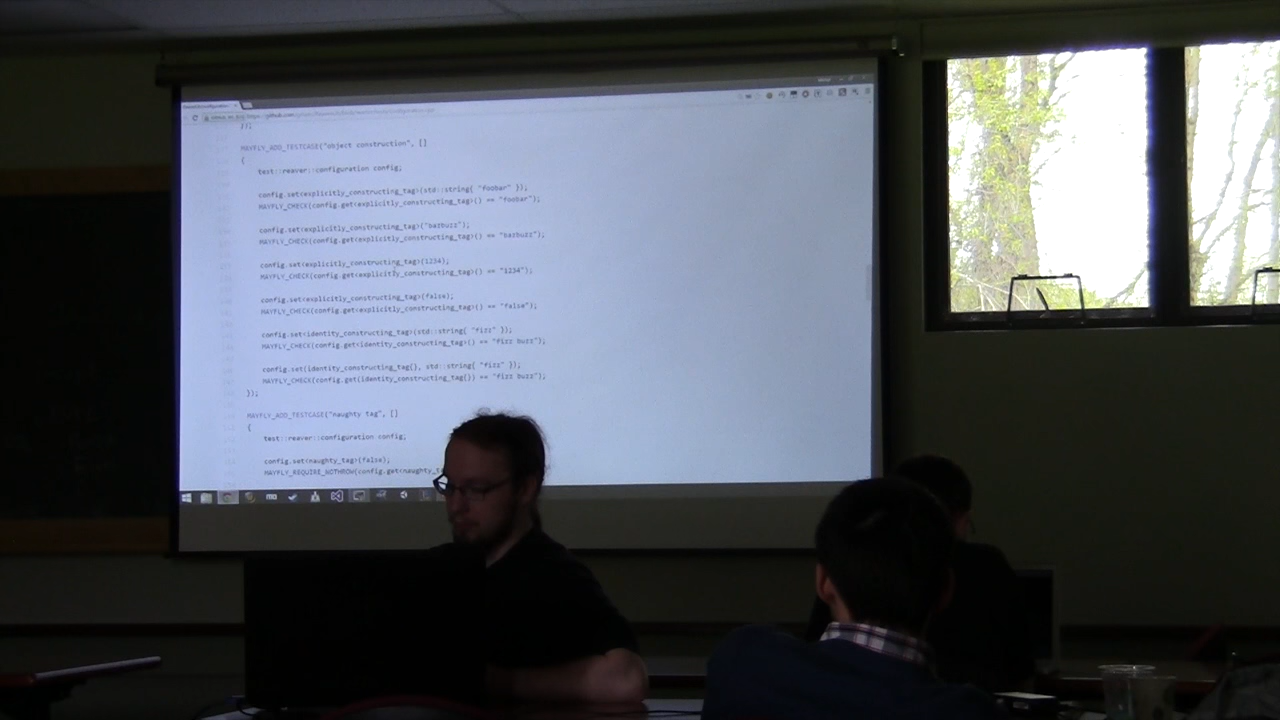 });
MAYFLY_ADD_TESTCASE("object construction", []
{
test::reaver::configuration config;
config.set<explicitly_constructing_tag>(std::string{ "foobar" });
MAYFLY_CHECK(config.get<explicitly_constructing_tag>() == "foobar");
config.set<explicitly_constructing_tag>("barbuzz");
MAYFLY_CHECK(config.get<explicitly_constructing_tag>() == "barbuzz");
config.set<explicitly_constructing_tag>(1234);
MAYFLY_CHECK(config.get<explicitly_constructing_tag>() == "1234");
config.set<explicitly_constructing_tag>(false);
MAYFLY_CHECK(config.get<explicitly_constructing_tag>() == "false");
config.set<identity_constructing_tag>(std::string{ "fizz" });
MAYFLY_CHECK(config.get<identity_constructing_tag>() == "fizz buzz");
config.set(identity_constructing_tag{}, std::string{ "fizz" });
MAYFLY_CHECK(config.get(identity_constructing_tag{}) == "fizz buzz");
});
MAYFLY_ADD_TESTCASE("naughty tag", []
{
test::reaver::configuration config;
config.set<naughty_tag>(false);
MAYFLY_REQUIRE_NOTHROW(config.get<naughty_t